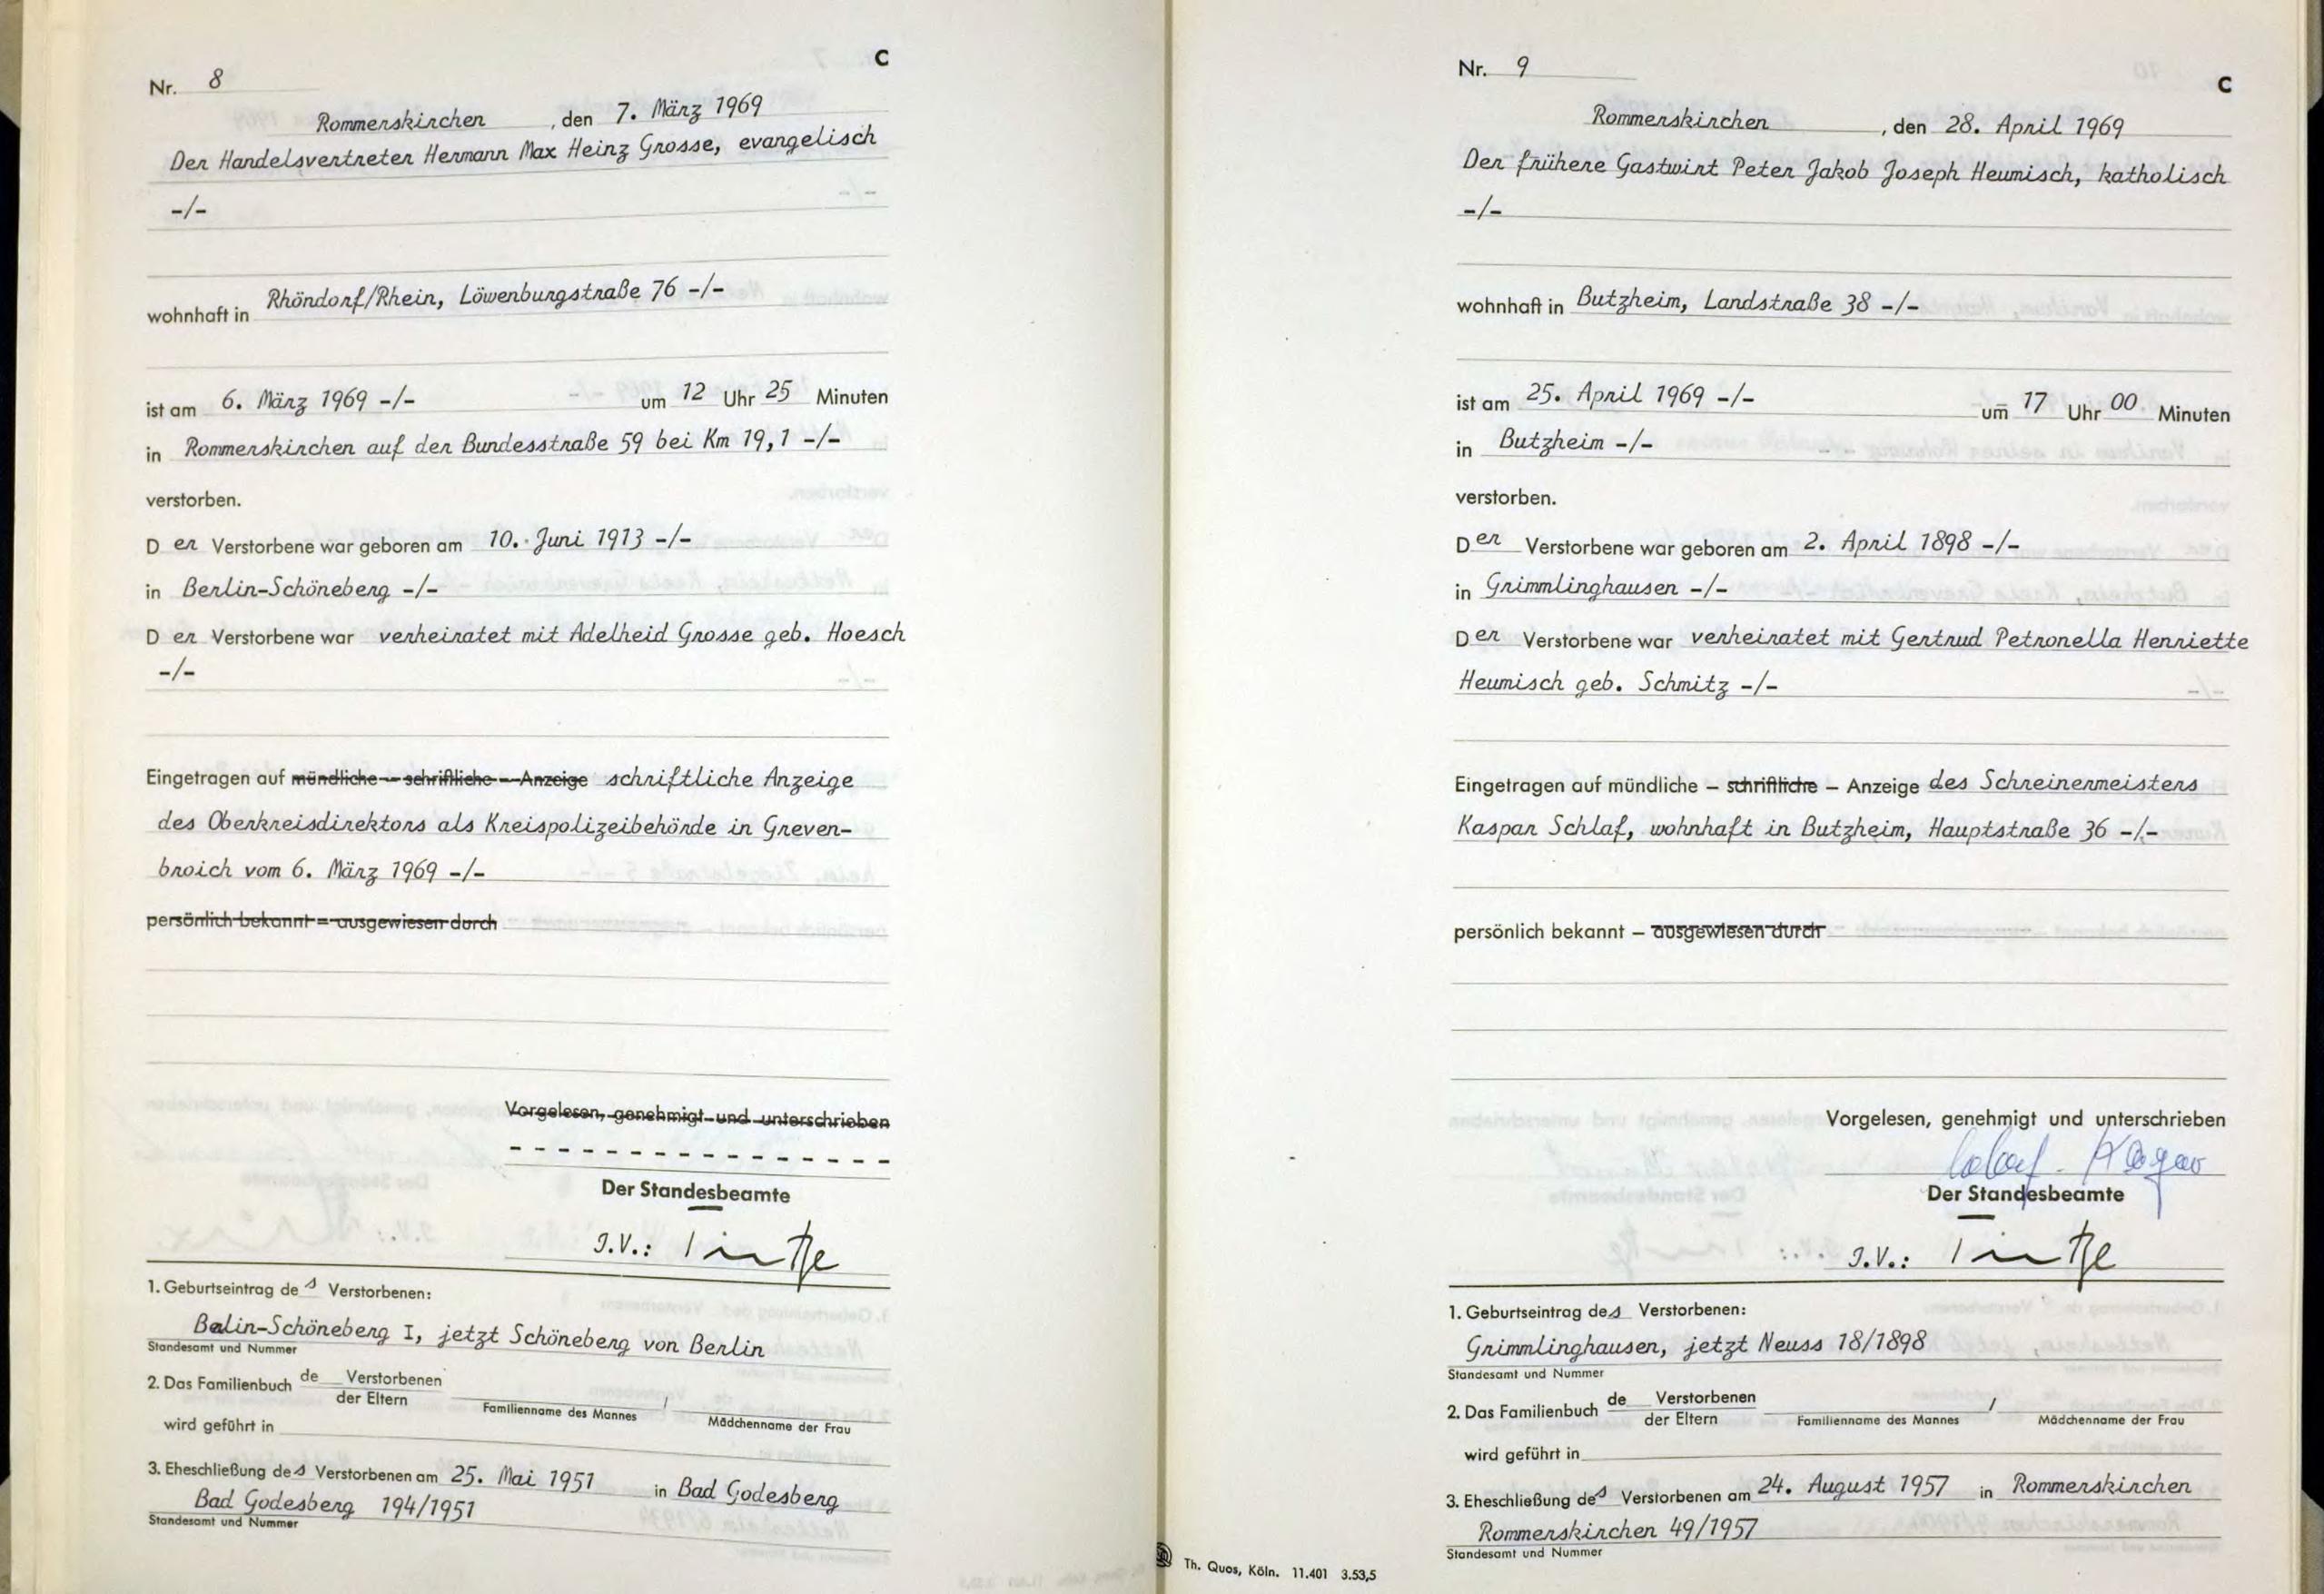 C
Nr. 8
Rommerskirchen, den 7. März 1969
Der Handelsvertreter Hermann Max Heinz Grosse, evangelisch
-/-
wohnhaft in Rhöndorf/Rhein, Löwenburgstraße 76 -/-
ist am 6. März 1969 -/- um 12 Uhr 25 Minuten
in Rommerskirchen auf der Bundesstraße 59 bei Km 19,1 -/-
verstorben.
Der Verstorbene war geboren am 10. Juni 1913 -/-
in Berlin-Schöneberg -/-
Der Verstorbene war verheiratet mit Adelheid Grosse geb. Hoesch
-/-
Eingetragen auf mündliche - schriftliche - Anzeige schriftliche Anzeige
des Oberkreisdirektors als Kreispolizeibehörde in Greven-
broich vom 6. März 1969 -/-
persönlich bekannt - ausgewiesen durch
Vorgelesen, genehmigt und unterschrieben
Der Standesbeamte
J.V.: Tintze
1. Geburtseintrag des Verstorbenen:
Berlin-Schöneberg I, jetzt Schöneberg von Berlin
Standesamt und Nummer
2. Das Familienbuch de Verstorbenen
der Eltern
Familienname des Mannes / Mädchenname der Frau
wird geführt in
3. Eheschließung des Verstorbenen am 25. Mai 1951 in Bad Godesberg
Bad Godesberg 194/1951
Standesamt und Nummer
Nr. 9
C
Rommerskirchen, den 28. April 1969
Der frühere Gastwirt Peter Jakob Joseph Heumisch, katholisch
-/-
wohnhaft in Butzheim, Landstraße 38 -/-
ist am 25. April 1969 -/- um 17 Uhr 00 Minuten
in Butzheim -/-
verstorben.
Der Verstorbene war geboren am 2. April 1898 -/-
in Grimmlinghausen -/-
Der Verstorbene war verheiratet mit Gertrud Petronella Henriette
Heumisch geb. Schmitz -/-
Eingetragen auf mündliche - schriftliche - Anzeige des Schreinermeisters
Kaspar Schlaf, wohnhaft in Butzheim, Hauptstraße 36 -/-
persönlich bekannt - ausgewiesen durch
Vorgelesen, genehmigt und unterschrieben
Der Standesbeamte
J.V.: Tintze
1. Geburtseintrag des Verstorbenen:
Grimmlinghausen, jetzt Neuss 18/1898
Standesamt und Nummer
2. Das Familienbuch de Verstorbenen
der Eltern
Familienname des Mannes / Mädchenname der Frau
wird geführt in
3. Eheschließung des Verstorbenen am 24. August 1957 in Rommerskirchen
Rommerskirchen 49/1957
Standesamt und Nummer
Th. Quos, Köln. 11.401 3.53,5